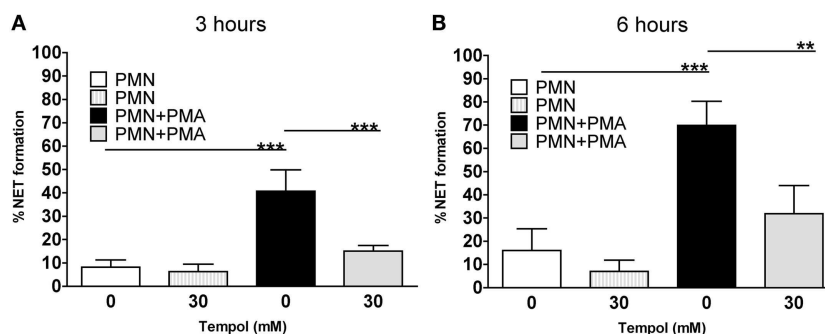 A
3 hours
100
90
80
70
60
50
40
30
20
10
0
% NET formation
PMN
PMN
PMN+PMA
PMN+PMA
***
***
0
30
0
30
Tempol (mM)
B
6 hours
100
90
80
70
60
50
40
30
20
10
0
% NET formation
PMN
PMN
PMN+PMA
PMN+PMA
***
**
0
30
0
30
Tempol (mM)